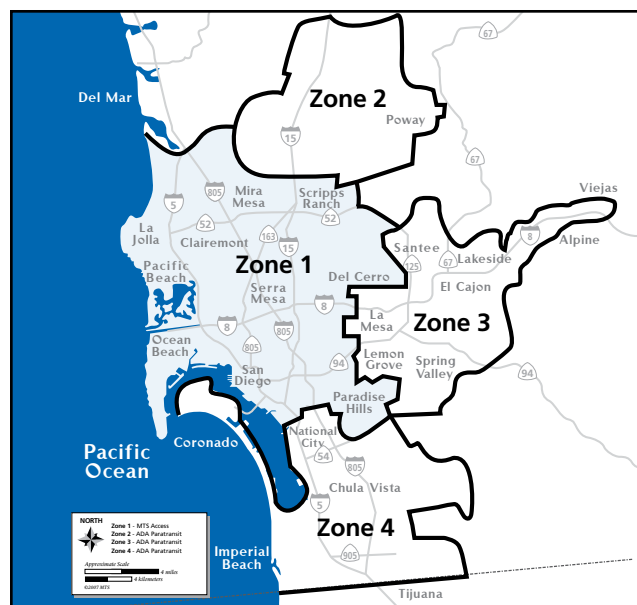 67
Del Mar
Zone 2
Poway
15
67
805
Mira
Mesa
Scripps
Ranch
Viejas
5
52
52
La
Jolla
Clairemont
163
15
Santee
8
Alpine
Zone 1
Lakeside
125
67
Pacific
Beach
Del Cerro
Serra
Mesa
El Cajon
8
La
Mesa
Zone 3
8
805
Ocean
Beach
805
94
Lemon
Grove
Spring
Valley
San
Diego
94
Paradise
Hills
Coronado
National
City
Pacific
Ocean
54
805
Chula Vista
5
Zone 4
NORTH
Zone 1 - MTS Access
Zone 2 - ADA Paratransit
Zone 3 - ADA Paratransit
Zone 4 - ADA Paratransit
Approximate Scale
4 miles
4 kilometers
©2007 MTS
Imperial
Beach
905
Tijuana